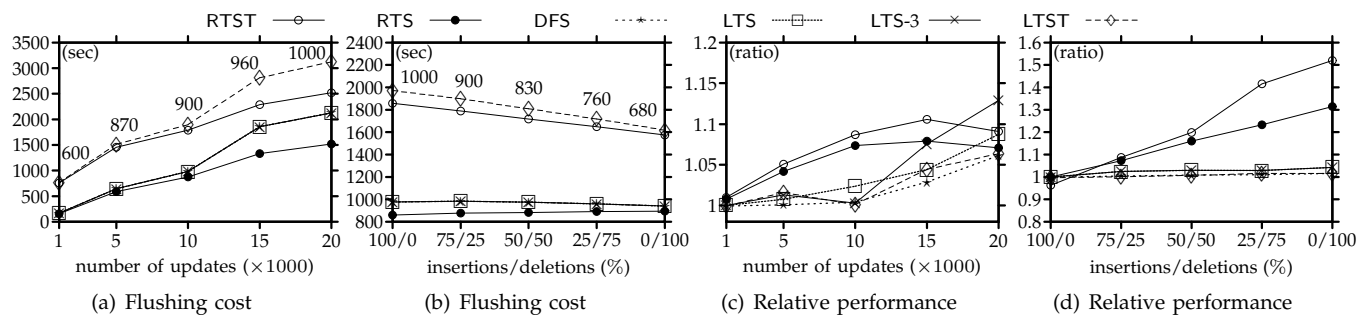 RTST RTS DFS LTS LTS-3 LTST
3500
3000
2500
2000
1500
1000
500
0
(sec)
600
870
900
960
1000
1 5 10 15 20
number of updates (×1000)
(a) Flushing cost
2400
2200
2000
1800
1600
1400
1200
1000
800
(sec)
1000
900
830
760
680
100/0 75/25 50/50 25/75 0/100
insertions/deletions (%)
(b) Flushing cost
1.2
1.15
1.1
1.05
1
(ratio)
1 5 10 15 20
number of updates (×1000)
(c) Relative performance
1.6
1.5
1.4
1.3
1.2
1.1
1
0.9
0.8
(ratio)
100/0 75/25 50/50 25/75 0/100
insertions/deletions (%)
(d) Relative performance